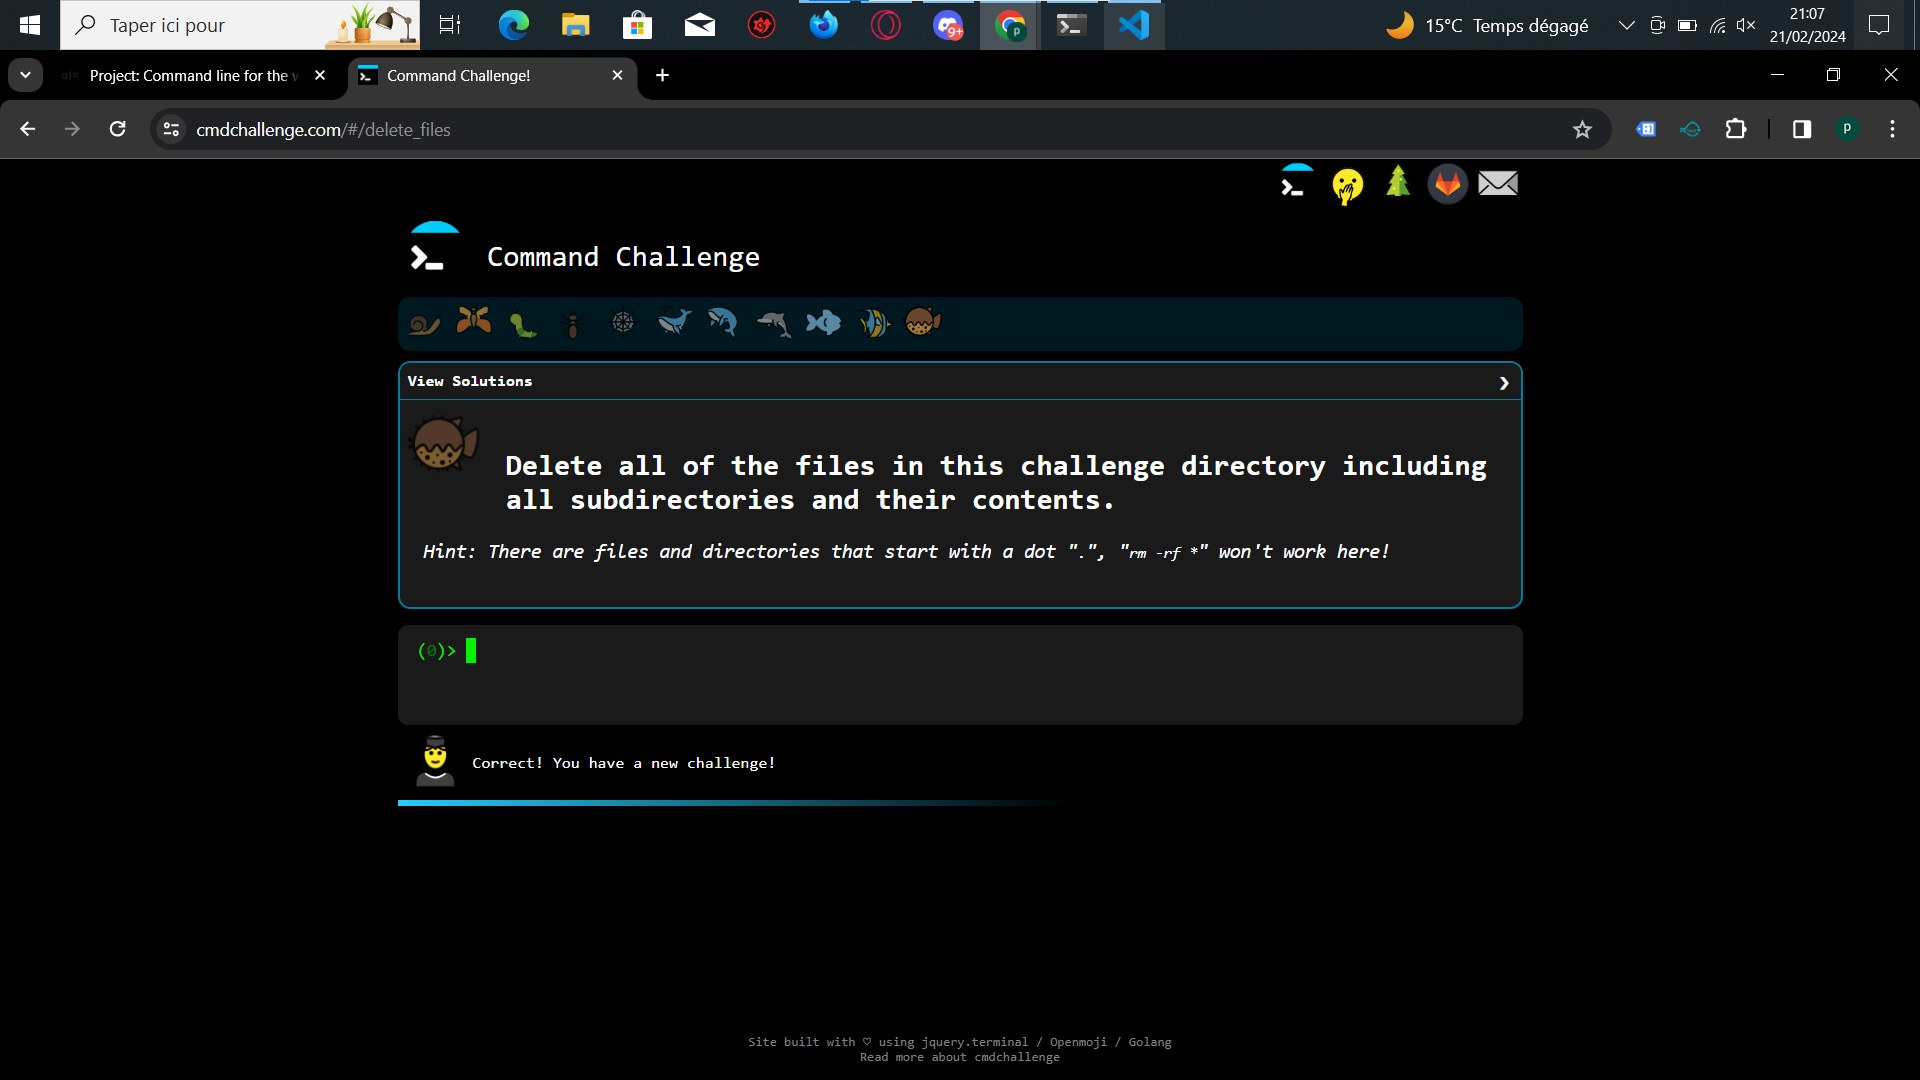 Taper ici pour
9+
15°C Temps dégagé
21:07
21/02/2024
Project: Command line for the
Command Challenge!
cmdchallenge.com/#/delete_files
Command Challenge
View Solutions
Delete all of the files in this challenge directory including
all subdirectories and their contents.
Hint: There are files and directories that start with a dot ".", "rm -rf *" won't work here!
(0)>
Correct! You have a new challenge!
Site built with ♡ using jquery.terminal / Openmoji / Golang
Read more about cmdchallenge